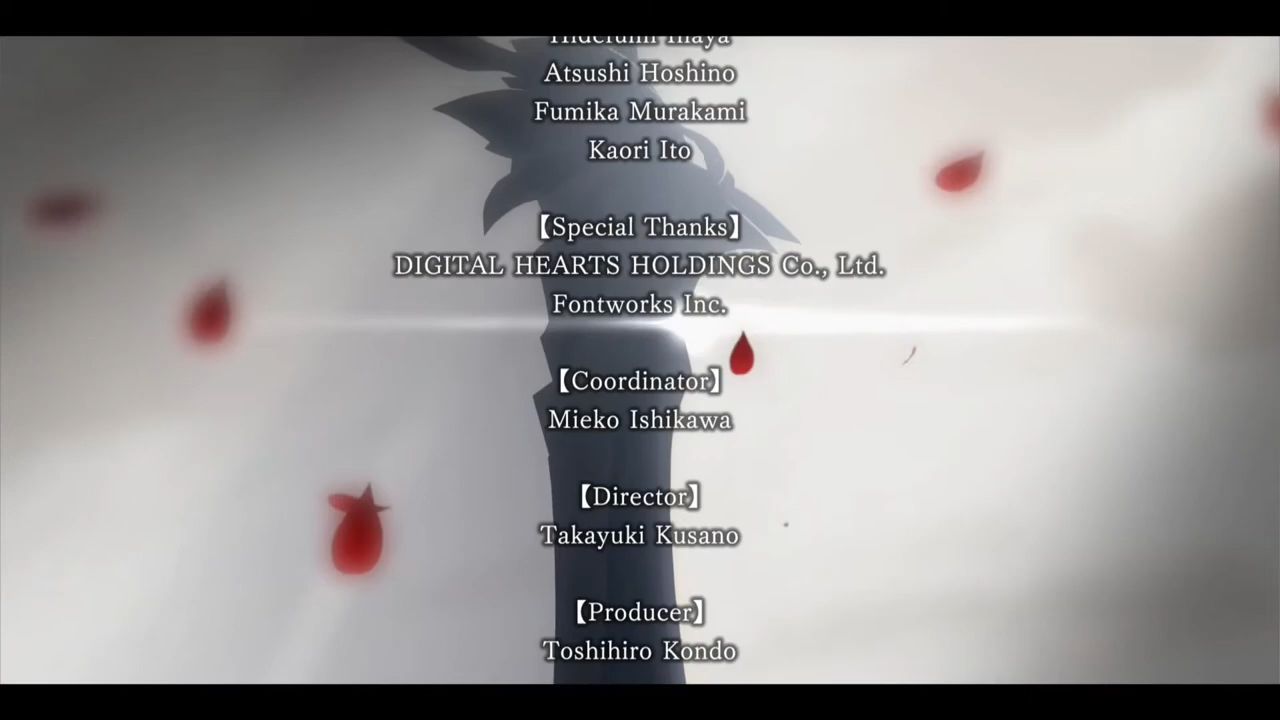 Atsushi Hoshino
Fumika Murakami
Kaori Ito
【Special Thanks】
DIGITAL HEARTS HOLDINGS Co., Ltd.
Fontworks Inc.
【Coordinator】
Mieko Ishikawa
【Director】
Takayuki Kusano
【Producer】
Toshihiro Kondo